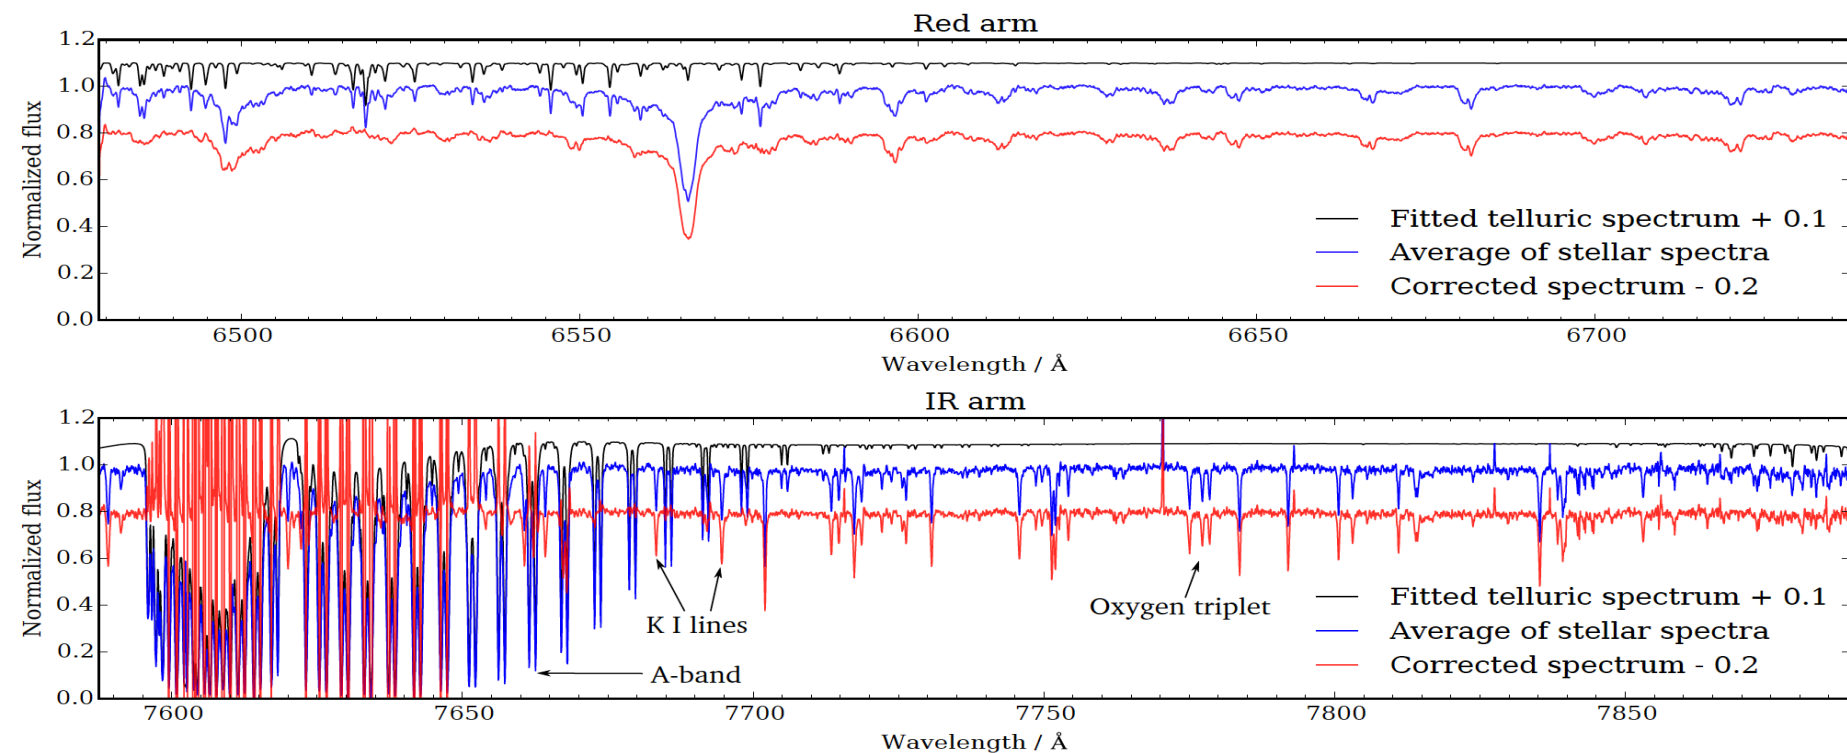 Red arm
1.2
1.0
0.8
0.6
0.4
0.2
0.0
Normalized flux
Fitted telluric spectrum + 0.1
Average of stellar spectra
Corrected spectrum - 0.2
6500 6550 6600 6650 6700
Wavelength / Å
IR arm
1.2
1.0
0.8
0.6
0.4
0.2
0.0
Normalized flux
K I lines
A-band
Oxygen triplet
Fitted telluric spectrum + 0.1
Average of stellar spectra
Corrected spectrum - 0.2
7600 7650 7700 7750 7800 7850
Wavelength / Å